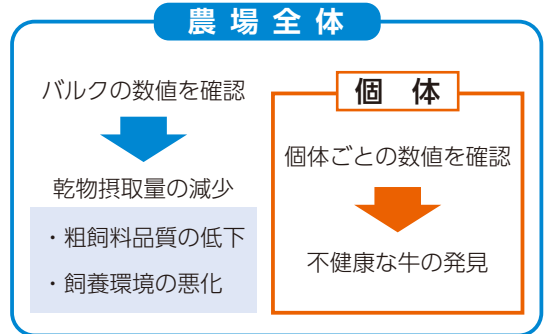 農場全体
バルクの数値を確認
乾物摂取量の減少
・粗飼料品質の低下
・飼養環境の悪化
個体
個体ごとの数値を確認
不健康な牛の発見